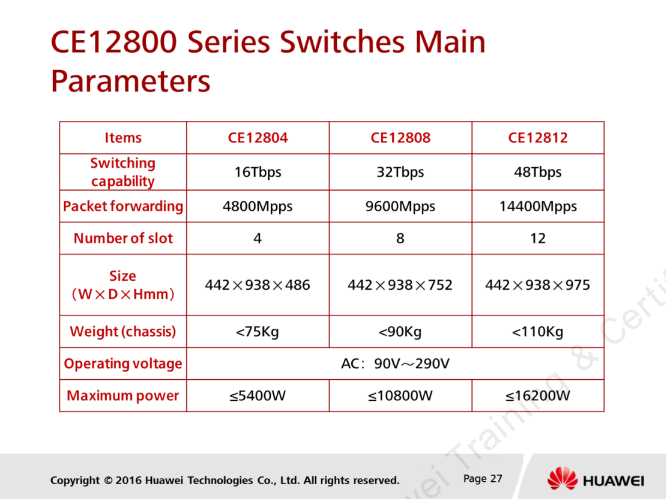 CE12800 Series Switches Main
Parameters
Items CE12804 CE12808 CE12812
Switching
capability 16Tbps 32Tbps 48Tbps
Packet forwarding 4800Mpps 9600Mpps 14400Mpps
Number of slot 4 8 12
Size
（W×D×Hmm） 442×938×486 442×938×752 442×938×975
Weight (chassis) <75Kg <90Kg <110Kg
Operating voltage AC：90V～290V
Maximum power ≤5400W ≤10800W ≤16200W
Copyright © 2016 Huawei Technologies Co., Ltd. All rights reserved. Page 27 HUAWEI
Training &